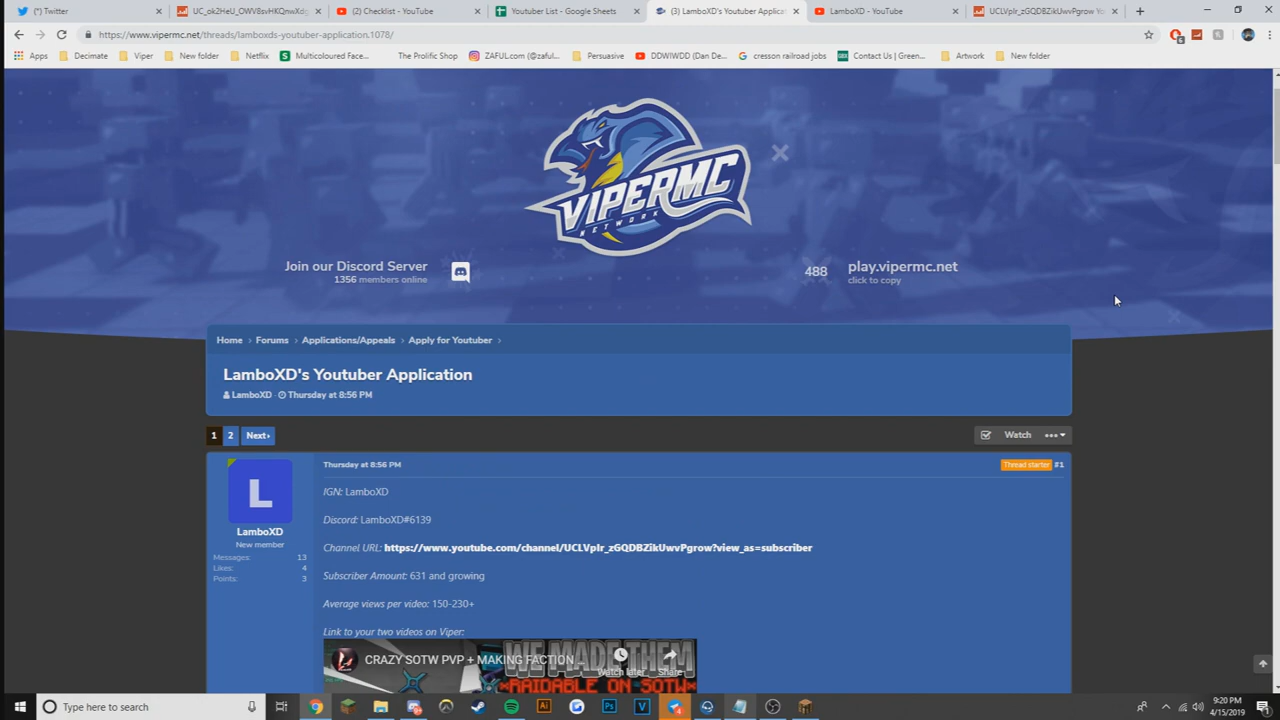 (*) Twitter
UC_ok2HeU_OWV8svHKQnwXdg
(2) Checklist - YouTube
Youtuber List - Google Sheets
(3) LamboXD's Youtuber Applicat
LamboXD - YouTube
UCLVpIr_zGQDBZikUwvPgrow Yo
https://www.vipermc.net/threads/lamboxds-youtuber-application.1078/
Apps
Decimate
Viper
New folder
Netflix
Multicoloured Face...
The Prolific Shop
ZAFUL.com (@zaful...
Persuasive
DDWIWDD (Dan De...
cresson railroad jobs
Contact Us | Green...
Artwork
New folder
VIPERMC
NETWORK
Join our Discord Server
1356 members online
488
play.vipermc.net
click to copy
Home › Forums › Applications/Appeals › Apply for Youtuber ›
LamboXD's Youtuber Application
LamboXD · Thursday at 8:56 PM
1 2 Next›
Watch •••
Thursday at 8:56 PM
Thread starter #1
L
LamboXD
New member
Messages: 13
Likes: 4
Points: 3
IGN: LamboXD
Discord: LamboXD#6139
Channel URL: https://www.youtube.com/channel/UCLVpIr_zGQDBZikUwvPgrow?view_as=subscriber
Subscriber Amount: 631 and growing
Average views per video: 150-230+
Link to your two videos on Viper:
CRAZY SOTW PVP + MAKING FACTION
WE MADE THEM
*RAIDABLE ON SOTW*
Watch later
Share
Type here to search
9:20 PM
4/15/2019